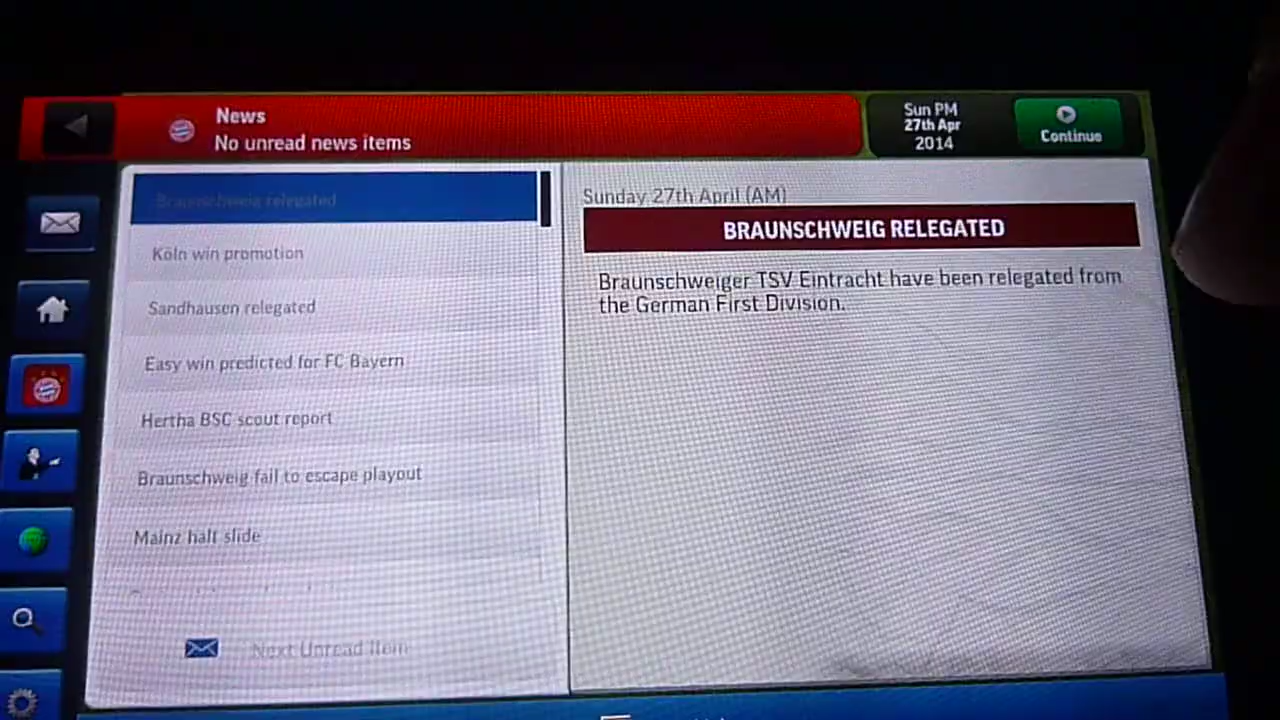 News
No unread news items
Sun PM
27th Apr
2014
Continue
Braunschweig relegated
Köln win promotion
Sandhausen relegated
Easy win predicted for FC Bayern
Hertha BSC scout report
Braunschweig fail to escape playout
Mainz halt slide
Next Unread Item
Sunday 27th April (AM)
BRAUNSCHWEIG RELEGATED
Braunschweiger TSV Eintracht have been relegated from
the German First Division.